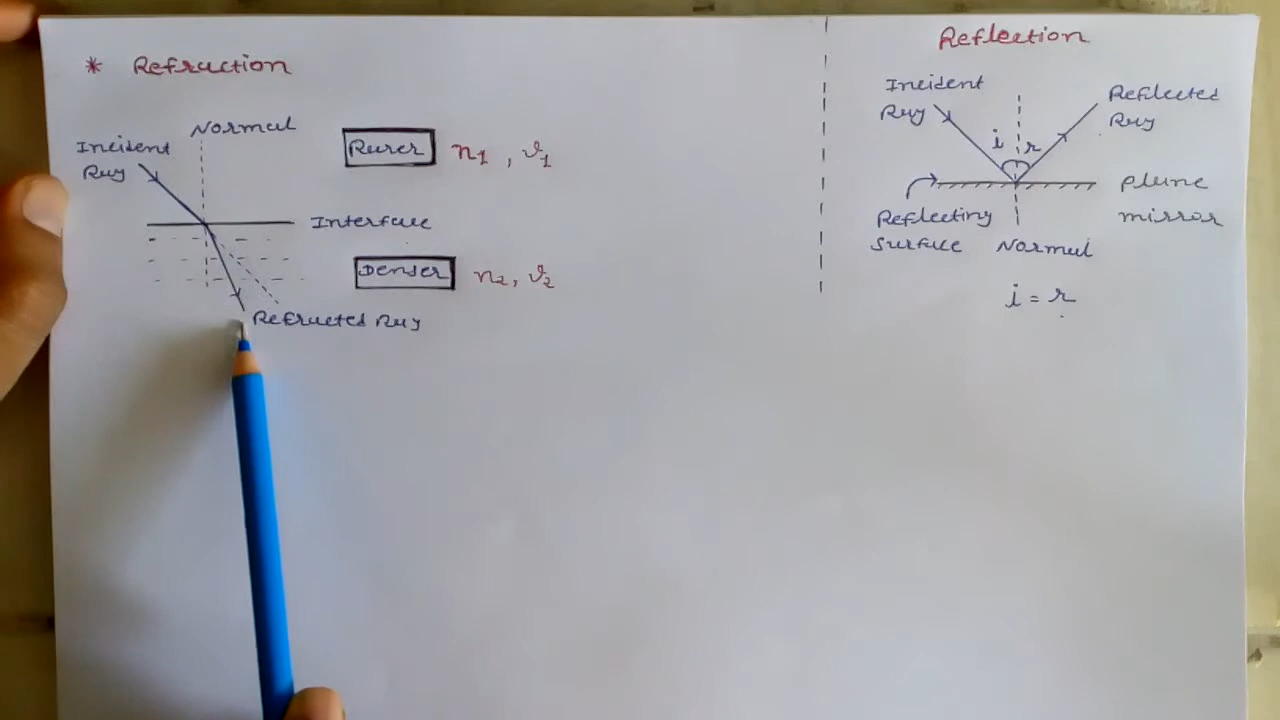 * Refraction
Normal
Incident
Ray
Rarer n1 , v1
Interface
Denser n2, v2
Refracted Ray
Reflection
Incident
Ray
Reflected
Ray
i r
Plane
mirror
Reflecting
Surface
Normal
i = r